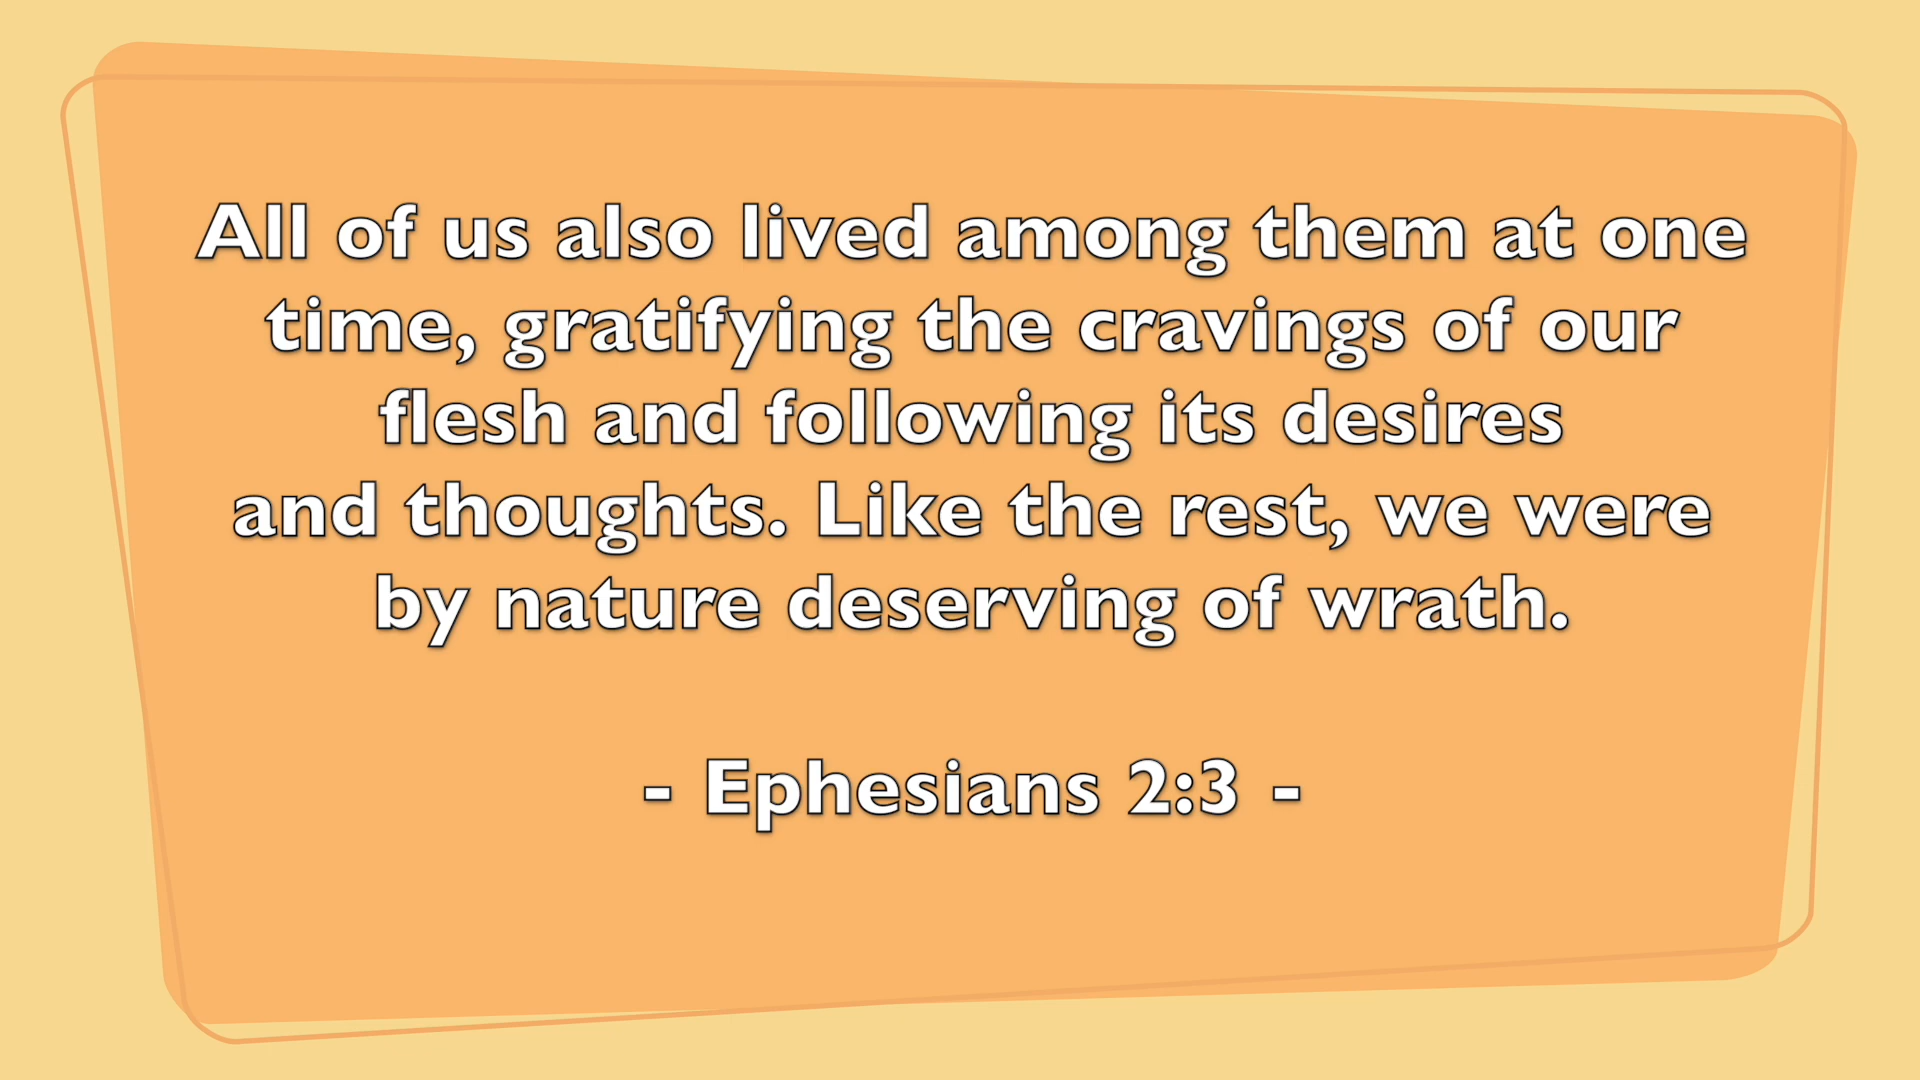 All of us also lived among them at one
time, gratifying the cravings of our
flesh and following its desires
and thoughts. Like the rest, we were
by nature deserving of wrath.
- Ephesians 2:3 -